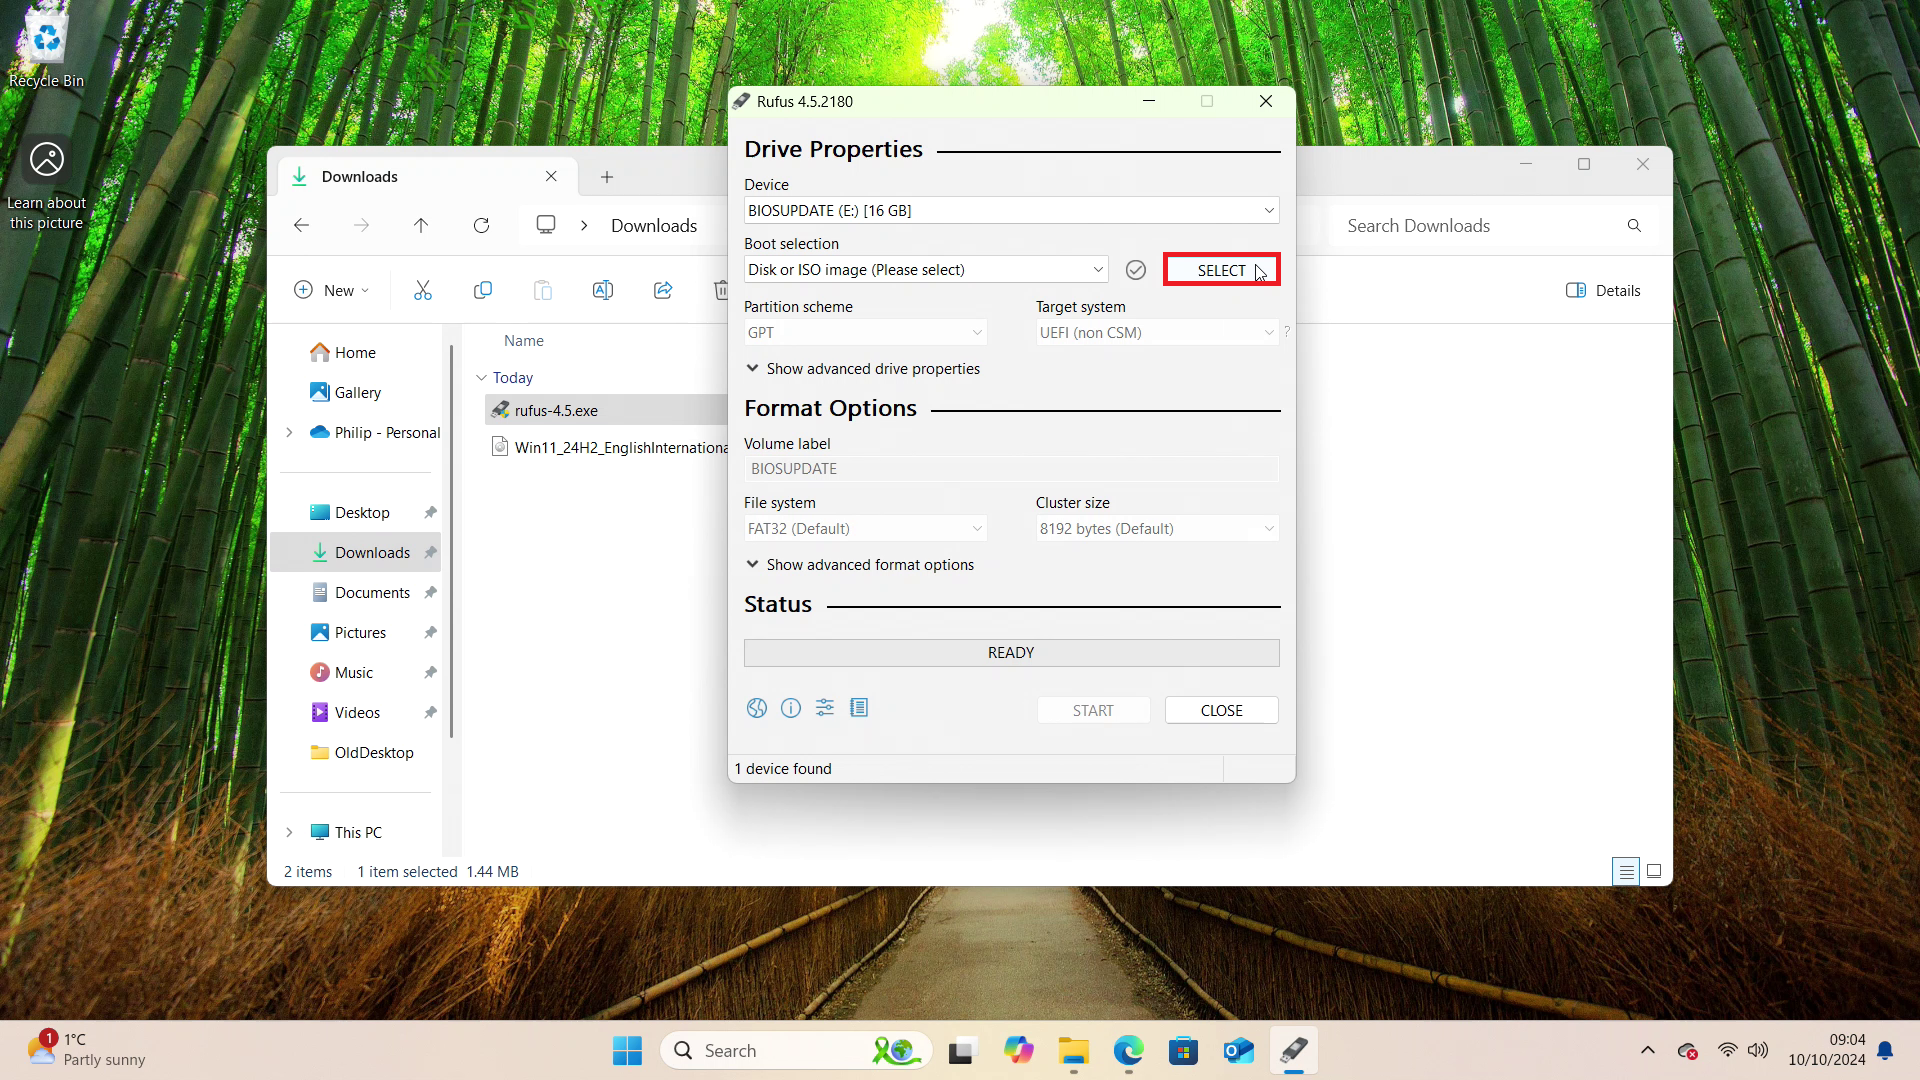 Recycle Bin
Learn about
this picture
Downloads
Downloads
Search Downloads
New
Details
Home
Gallery
Philip - Personal
Desktop
Downloads
Documents
Pictures
Music
Videos
OldDesktop
This PC
Name
Today
rufus-4.5.exe
Win11_24H2_EnglishInternationa
2 items 1 item selected 1.44 MB
Rufus 4.5.2180
Drive Properties
Device
BIOSUPDATE (E:) [16 GB]
Boot selection
Disk or ISO image (Please select)
SELECT
Partition scheme
Target system
GPT
UEFI (non CSM)
?
Show advanced drive properties
Format Options
Volume label
BIOSUPDATE
File system
Cluster size
FAT32 (Default)
8192 bytes (Default)
Show advanced format options
Status
READY
START
CLOSE
1 device found
1
1°C
Partly sunny
Search
09:04
10/10/2024